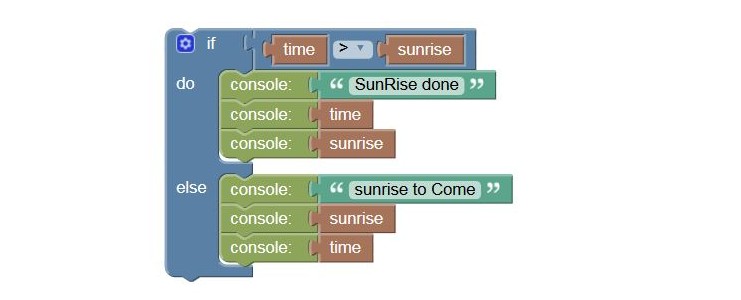 if time > sunrise
do console: “ SunRise done ”
console: time
console: sunrise
else console: “ sunrise to Come ”
console: sunrise
console: time